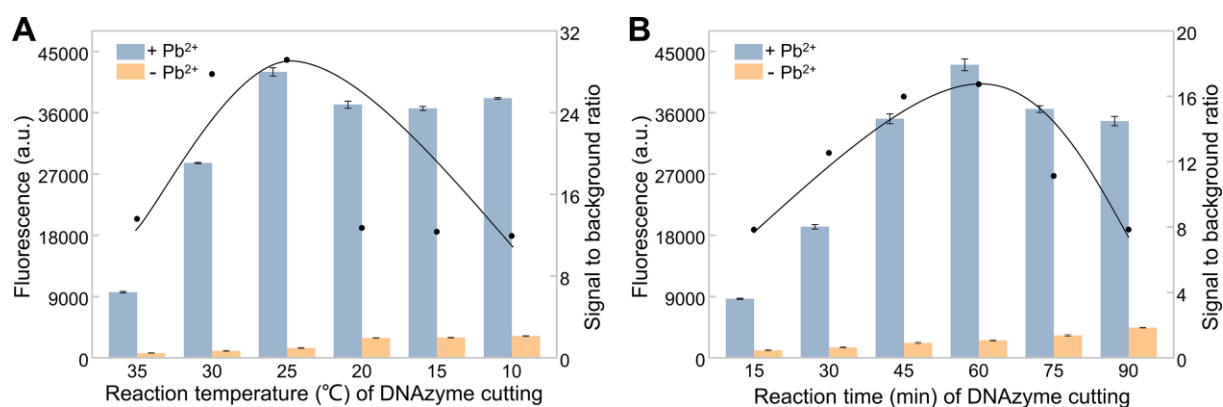 A
+ Pb²⁺
- Pb²⁺
Fluorescence (a.u.)
45000
36000
27000
18000
9000
0
32
24
16
8
0
Signal to background ratio
35 30 25 20 15 10
Reaction temperature (℃) of DNAzyme cutting
B
+ Pb²⁺
- Pb²⁺
Fluorescence (a.u.)
45000
36000
27000
18000
9000
0
20
16
12
8
4
0
Signal to background ratio
15 30 45 60 75 90
Reaction time (min) of DNAzyme cutting